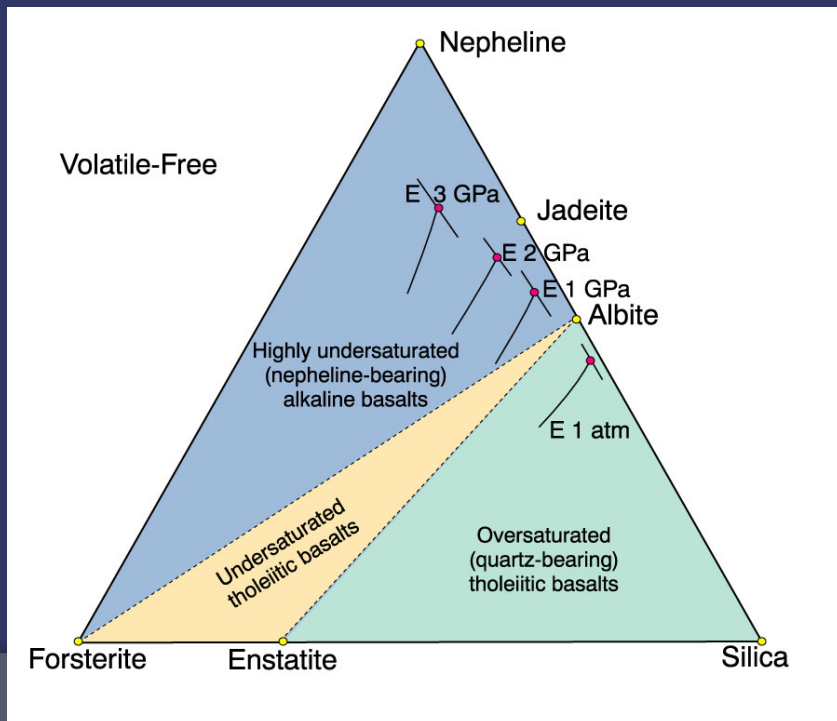 Nepheline
Volatile-Free
E 3 GPa
Jadeite
E 2 GPa
E 1 GPa
Albite
Highly undersaturated
(nepheline-bearing)
alkaline basalts
E 1 atm
Undersaturated
tholeiitic basalts
Oversaturated
(quartz-bearing)
tholeiitic basalts
Forsterite
Enstatite
Silica